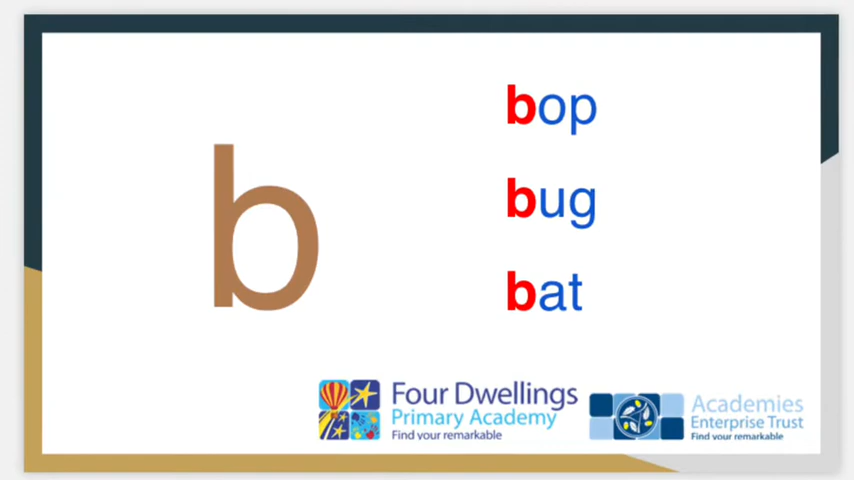 b
bop
bug
bat
Four Dwellings
Primary Academy
Find your remarkable
Academies
Enterprise Trust
Find your remarkable